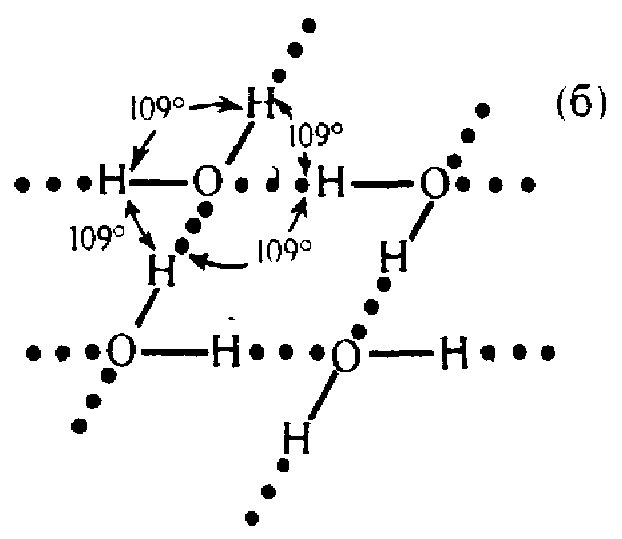 H (б)
109° 109°
H O H O
109° 109° H
H
O H O H
H